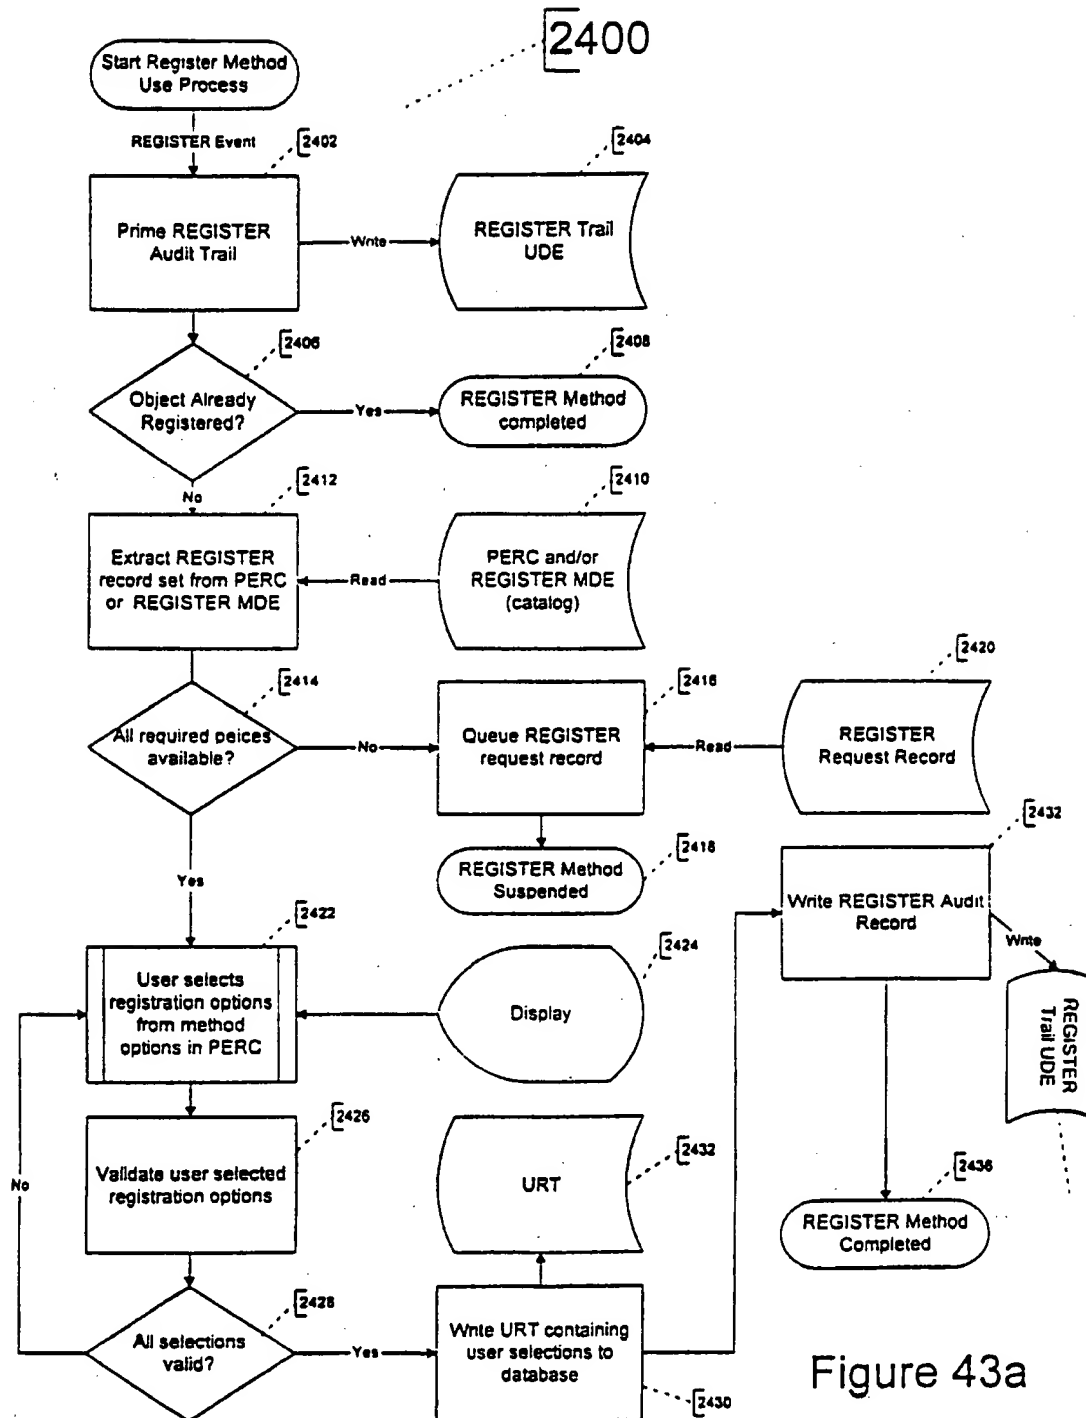 2400
Start Register Method
Use Process
REGISTER Event
2402
2404
Prime REGISTER
Audit Trail
Write
REGISTER Trail
UDE
2406
2408
Object Already
Registered?
Yes
REGISTER Method
completed
No
2412
2410
Extract REGISTER
record set from PERC
or REGISTER MDE
Read
PERC and/or
REGISTER MDE
(catalog)
2414
2416
2420
All required peices
available?
No
Queue REGISTER
request record
Read
REGISTER
Request Record
Yes
2418
REGISTER Method
Suspended
2432
Write REGISTER Audit
Record
Write
2422
2424
User selects
registration options
from method
options in PERC
Display
REGISTER
Trail UDE
2426
2432
No
Validate user selected
registration options
URT
2436
REGISTER Method
Completed
2428
All selections
valid?
Yes
Write URT containing
user selections to
database
2430
Figure 43a